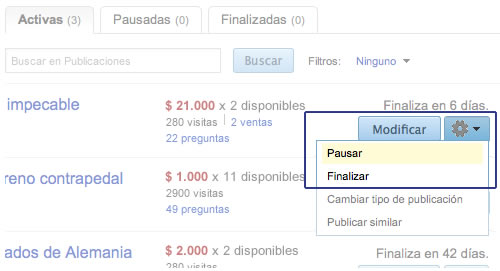 Activas (3) Pausadas (0) Finalizadas (0)
Buscar en Publicaciones Buscar Filtros: Ninguno
impecable $ 21.000 x 2 disponibles Finaliza en 6 días.
280 visitas | 2 ventas Modificar
22 preguntas
Pausar
reno contrapedal $ 1.000 x 11 disponibles Finalizar
2900 visitas Cambiar tipo de publicación
49 preguntas
Publicar similar
ados de Alemania $ 2.000 x 2 disponibles Finaliza en 42 días.
280 visitas